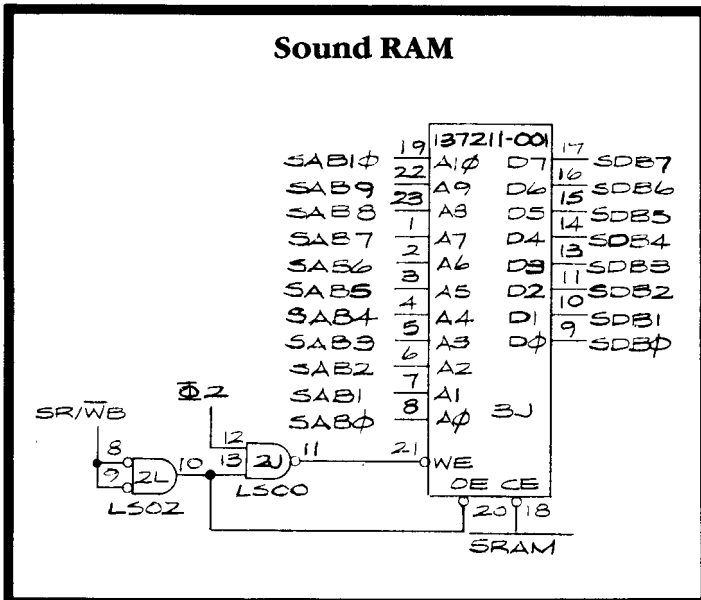 Sound RAM
137211-001
SAB10 19 A10 D7 17 SDB7
SAB9 22 A9 D6 16 SDB6
SAB8 23 A8 D5 15 SDB5
SAB7 1 A7 D4 14 SDB4
SAB6 2 A6 D3 13 SDB3
SAB5 3 A5 D2 11 SDB2
SAB4 4 A4 D1 10 SDB1
SAB3 5 A3 D0 9 SDB0
SAB2 6 A2
SAB1 7 A1
SAB0 8 A0
3J
Φ2
SR/WB
8 9 2L 10
LS02
12 13 2J 11
LS00
21 WE
OE CE
20 18
SRAM